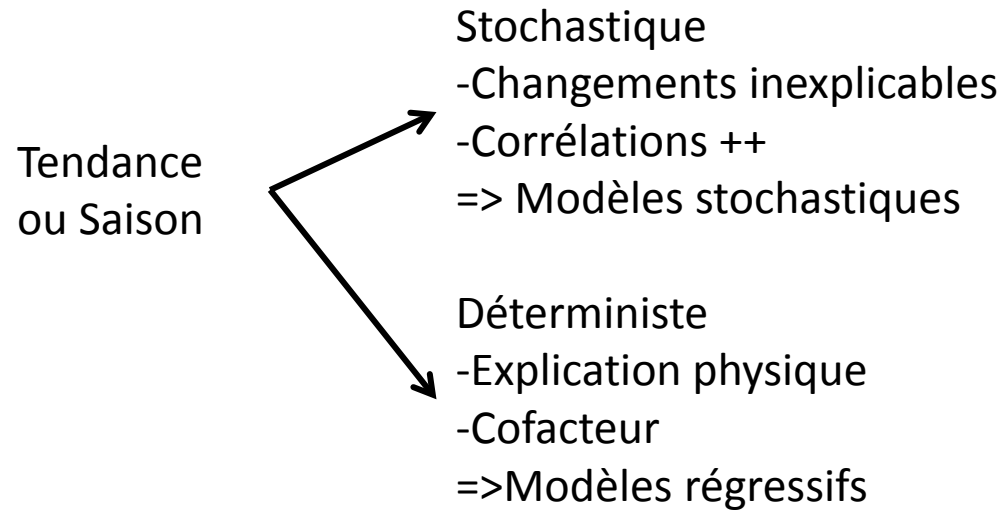 Tendance
ou Saison
Stochastique
-Changements inexplicables
-Corrélations ++
=> Modèles stochastiques
Déterministe
-Explication physique
-Cofacteur
=>Modèles régressifs